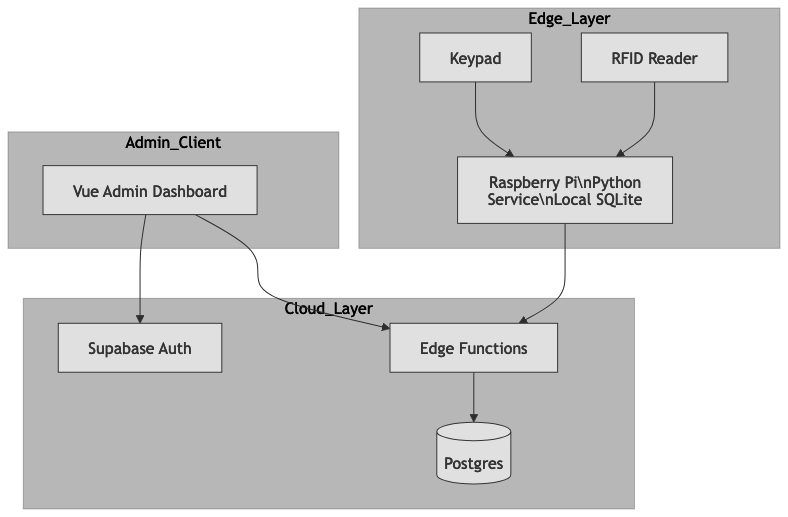 Edge_Layer
Keypad
RFID Reader
Admin_Client
Vue Admin Dashboard
Raspberry Pi\nPython
Service\nLocal SQLite
Cloud_Layer
Supabase Auth
Edge Functions
Postgres